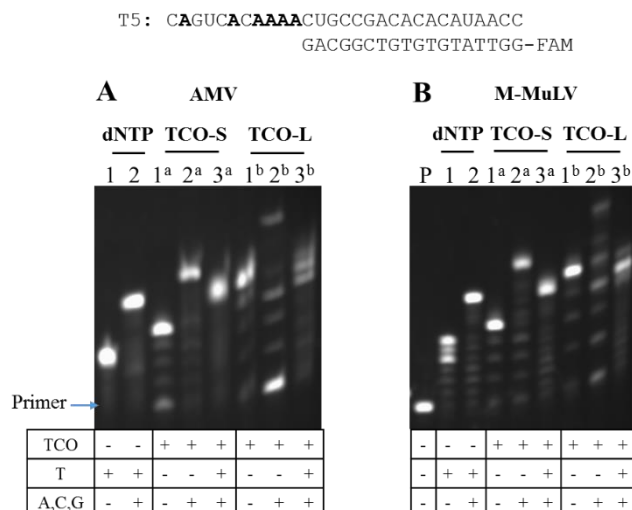 T5: CAGUCACAAAACUGCCGACACACAUAACC
GACGGCTGTGTGTATTGG-FAM
A AMV B M-MuLV
dNTP TCO-S TCO-L dNTP TCO-S TCO-L
1 2 1a 2a 3a 1b 2b 3b P 1 2 1a 2a 3a 1b 2b 3b
Primer
TCO - - + + + + + + - - - + + + + + +
T + + - - + - - + - + + - - + - - +
A,C,G - + - + + - + + - - + - + + - + +